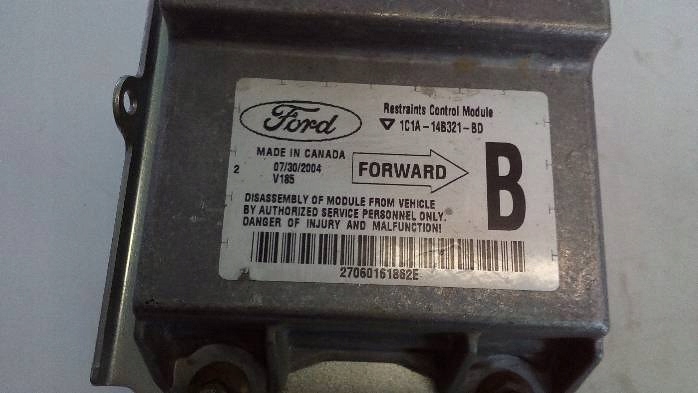 Ford
Restraints Control Module
1C1A-14B321-BD
MADE IN CANADA
2
07/30/2004
V185
FORWARD
B
DISASSEMBLY OF MODULE FROM VEHICLE
BY AUTHORIZED SERVICE PERSONNEL ONLY.
DANGER OF INJURY AND MALFUNCTION!
27060161862E